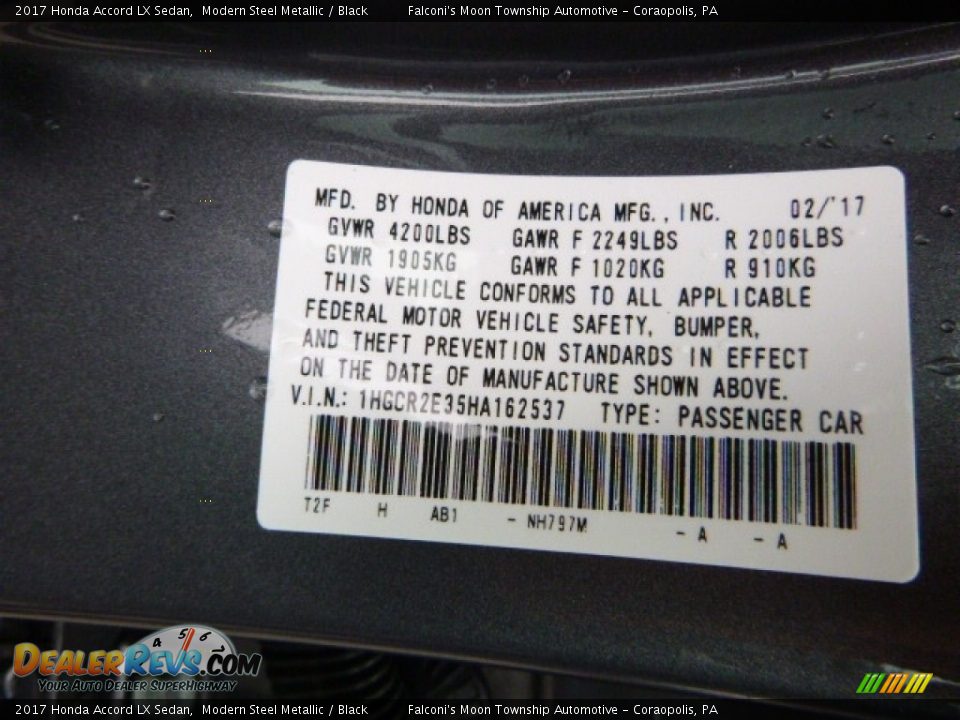 2017 Honda Accord LX Sedan, Modern Steel Metallic / Black Falconi's Moon Township Automotive - Coraopolis, PA
MFD. BY HONDA OF AMERICA MFG., INC. 02/'17
GVWR 4200LBS GAWR F 2249LBS R 2006LBS
GVWR 1905KG GAWR F 1020KG R 910KG
THIS VEHICLE CONFORMS TO ALL APPLICABLE
FEDERAL MOTOR VEHICLE SAFETY, BUMPER,
AND THEFT PREVENTION STANDARDS IN EFFECT
ON THE DATE OF MANUFACTURE SHOWN ABOVE.
V.I.N.: 1HGCR2E35HA162537 TYPE: PASSENGER CAR
T2F H AB1 - NH797M - A - A
4 5 6
DEALERREVS.COM
YOUR AUTO DEALER SUPERHIGHWAY
2017 Honda Accord LX Sedan, Modern Steel Metallic / Black Falconi's Moon Township Automotive - Coraopolis, PA